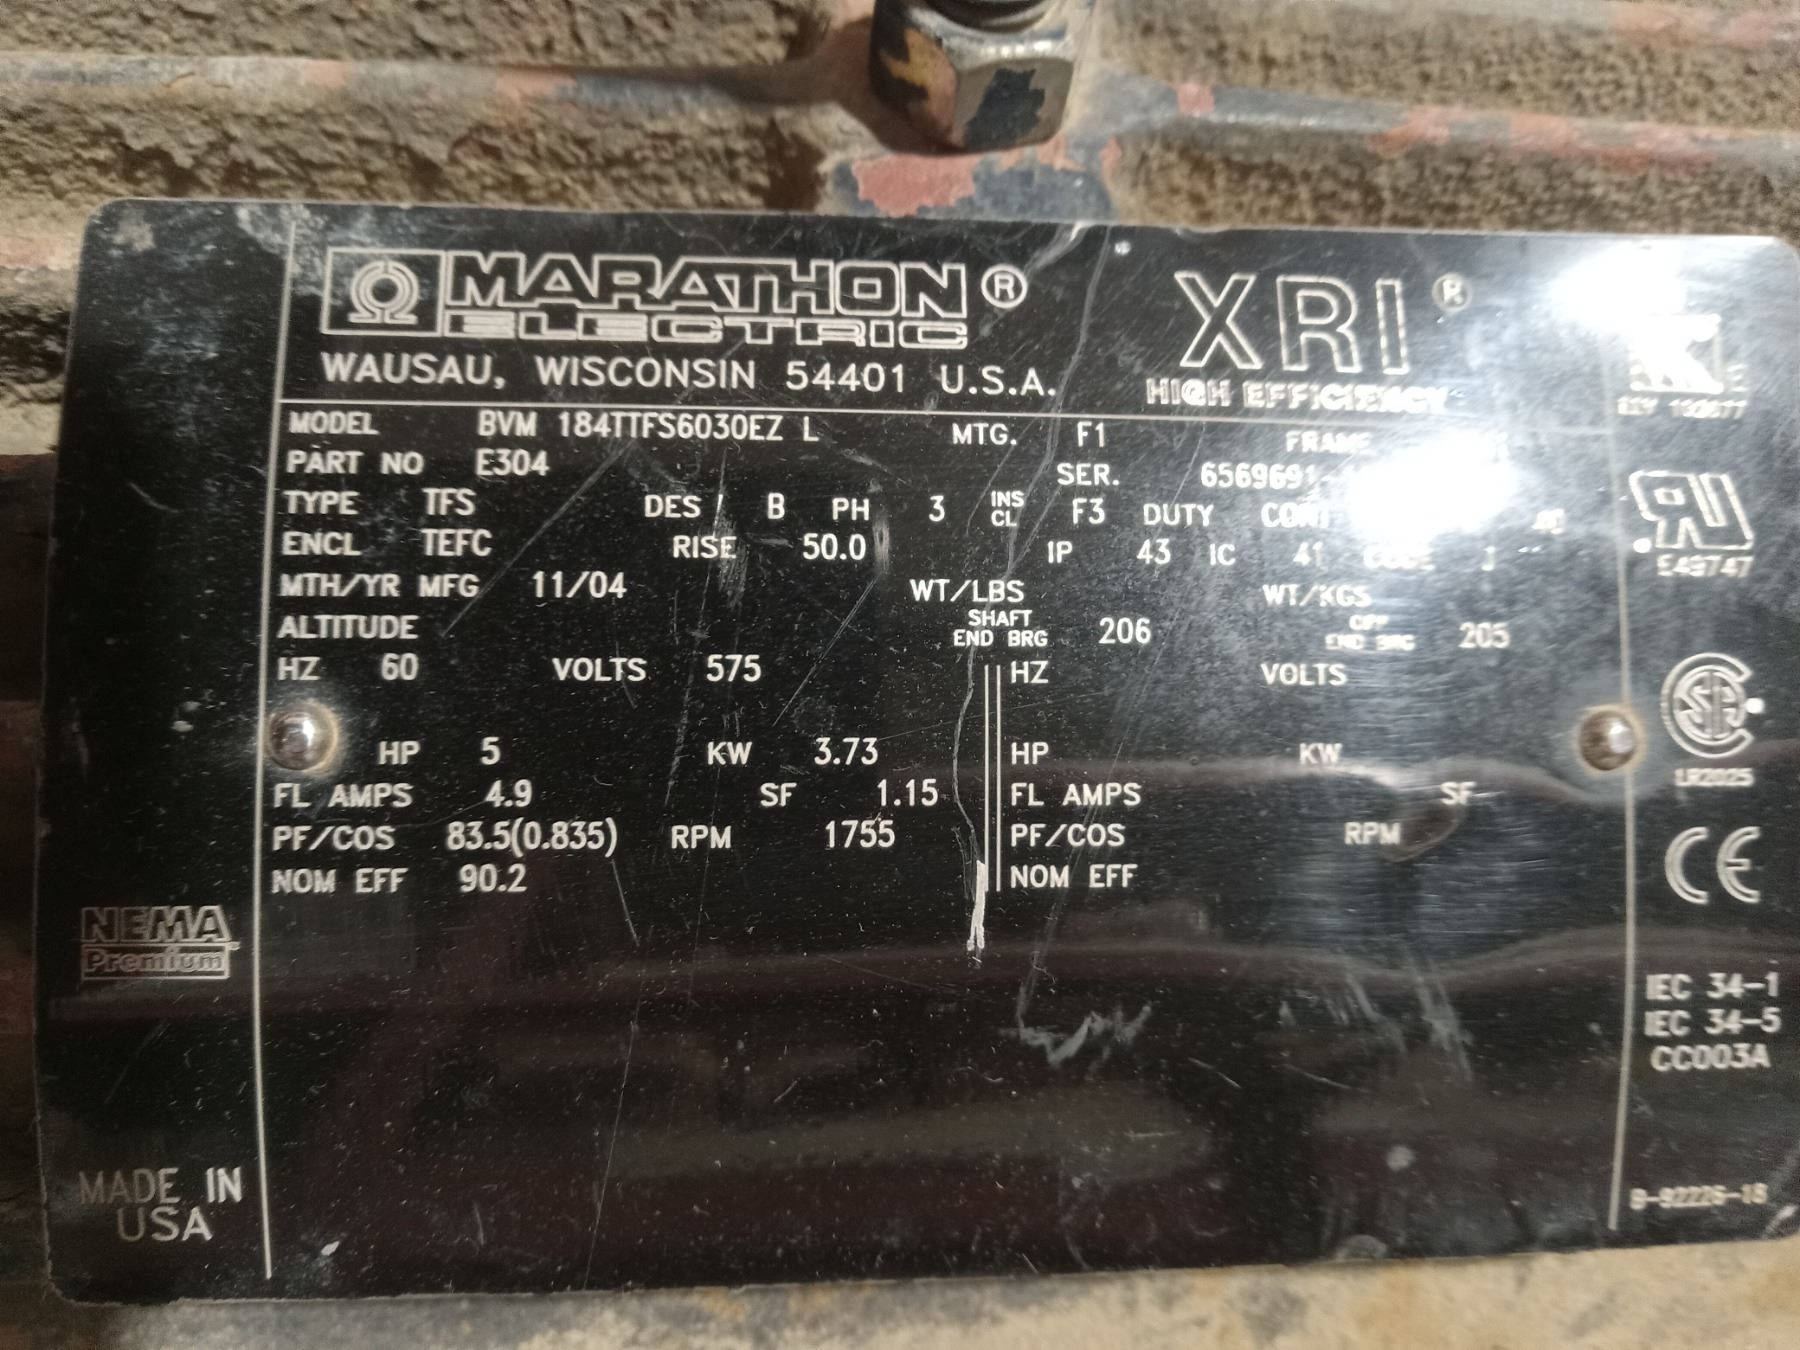 MARATHON®
ELECTRIC
WAUSAU, WISCONSIN 54401 U.S.A.
XRI®
HIGH EFFICIENCY
MODEL BVM 184TTFS6030EZ L MTG. F1 FRAME
PART NO E304 SER. 6569691
TYPE TFS DES B PH 3 INS CL F3 DUTY CONT
ENCL TEFC RISE 50.0 IP 43 IC 41 CODE J
MTH/YR MFG 11/04 WT/LBS WT/KGS
ALTITUDE SHAFT END BRG 206 OPP END BRG 205
HZ 60 VOLTS 575 HZ VOLTS
HP 5 KW 3.73 HP KW
FL AMPS 4.9 SF 1.15 FL AMPS SF
PF/COS 83.5(0.835) RPM 1755 PF/COS RPM
NOM EFF 90.2 NOM EFF
NEMA
Premium
MADE IN
USA
E49747
LR2025
CE
IEC 34-1
IEC 34-5
CC003A
B-92226-18